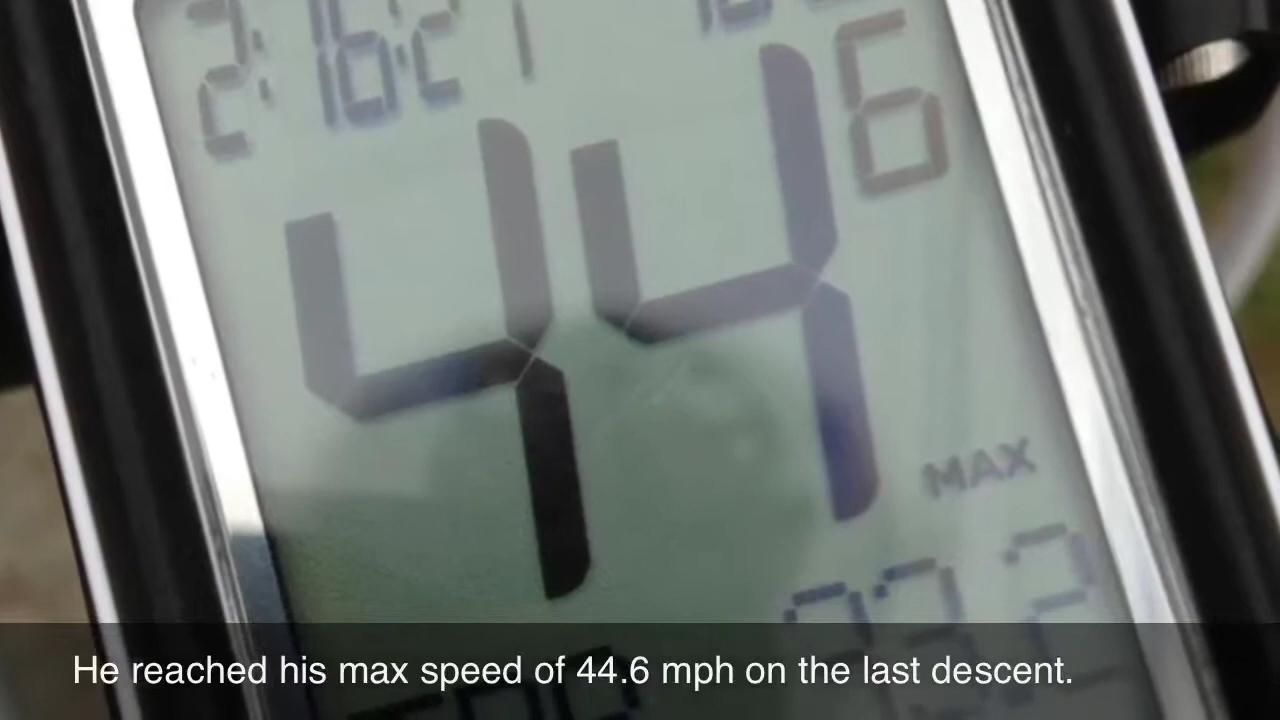 2:16:21
44 6
MAX
He reached his max speed of 44.6 mph on the last descent.